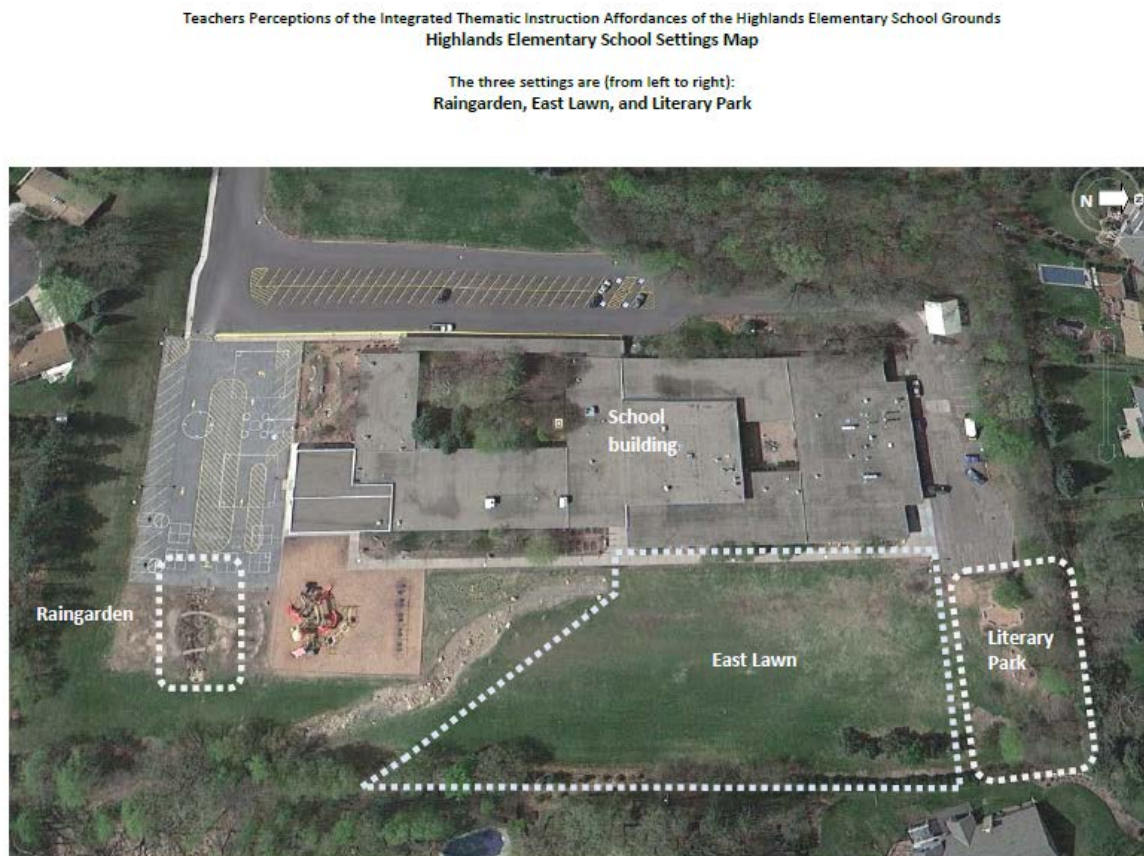 Teachers Perceptions of the Integrated Thematic Instruction Affordances of the Highlands Elementary School Grounds
Highlands Elementary School Settings Map
The three settings are (from left to right):
Raingarden, East Lawn, and Literary Park
N
School
building
Raingarden
East Lawn
Literary
Park